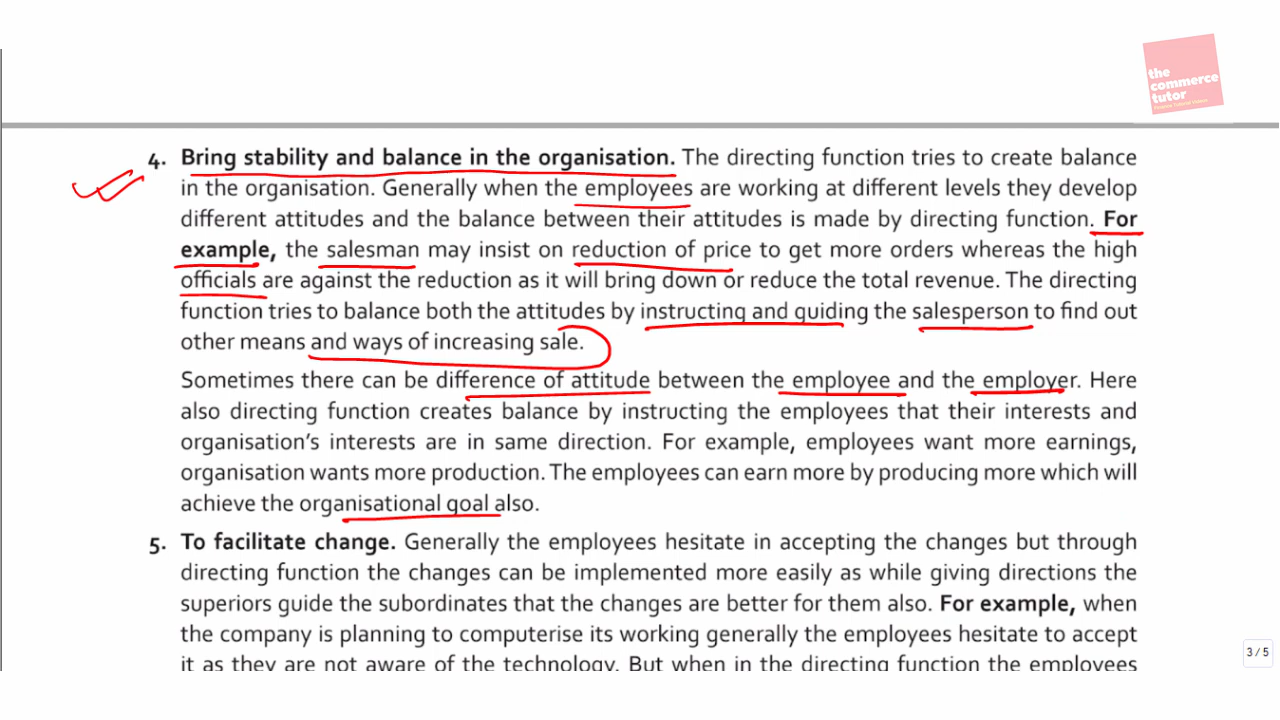 the
commerce
tutor
4. Bring stability and balance in the organisation. The directing function tries to create balance
in the organisation. Generally when the employees are working at different levels they develop
different attitudes and the balance between their attitudes is made by directing function. For
example, the salesman may insist on reduction of price to get more orders whereas the high
officials are against the reduction as it will bring down or reduce the total revenue. The directing
function tries to balance both the attitudes by instructing and guiding the salesperson to find out
other means and ways of increasing sale.
Sometimes there can be difference of attitude between the employee and the employer. Here
also directing function creates balance by instructing the employees that their interests and
organisation's interests are in same direction. For example, employees want more earnings,
organisation wants more production. The employees can earn more by producing more which will
achieve the organisational goal also.
5. To facilitate change. Generally the employees hesitate in accepting the changes but through
directing function the changes can be implemented more easily as while giving directions the
superiors guide the subordinates that the changes are better for them also. For example, when
the company is planning to computerise its working generally the employees hesitate to accept
it as they are not aware of the technology. But when in the directing function the employees
3 / 5